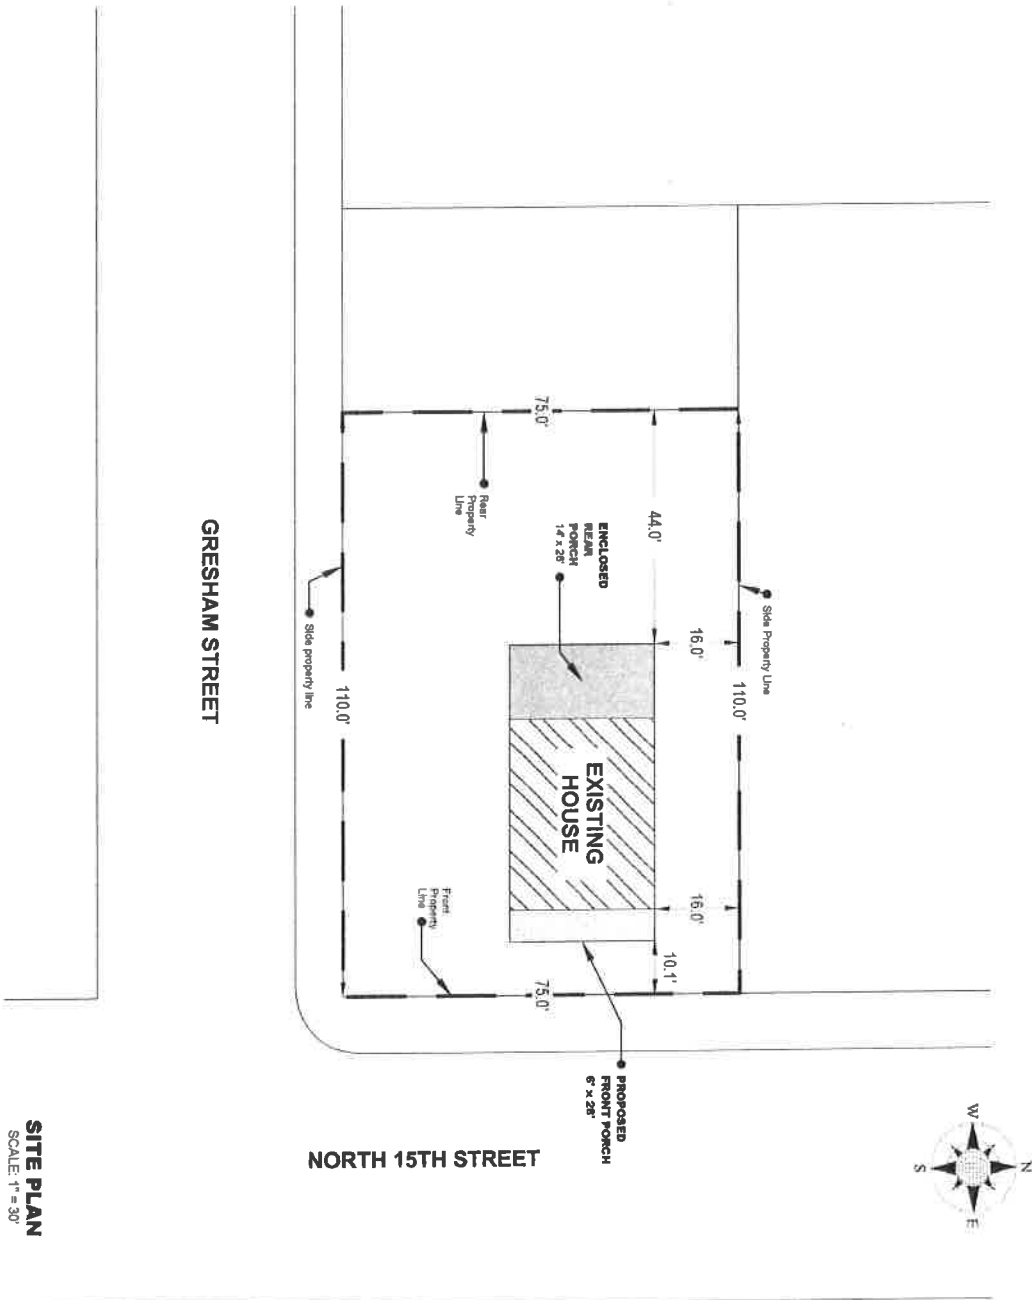 W
N
S
E
75.0'
Rear
Property
Line
44.0'
ENCLOSED
REAR
PORCH
14' x 28'
Side Property Line
16.0'
110.0'
GRESHAM STREET
Side property line
110.0'
EXISTING
HOUSE
16.0'
10.1'
Front
Property
Line
75.0'
PROPOSED
FRONT PORCH
6' x 28'
NORTH 15TH STREET
SITE PLAN
SCALE: 1" = 30'